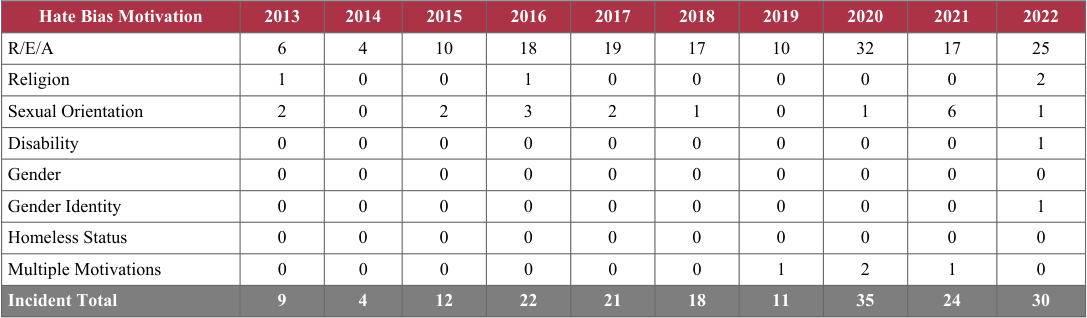 Hate Bias Motivation 2013 2014 2015 2016 2017 2018 2019 2020 2021 2022
R/E/A 6 4 10 18 19 17 10 32 17 25
Religion 1 0 0 1 0 0 0 0 0 2
Sexual Orientation 2 0 2 3 2 1 0 1 6 1
Disability 0 0 0 0 0 0 0 0 0 1
Gender 0 0 0 0 0 0 0 0 0 0
Gender Identity 0 0 0 0 0 0 0 0 0 1
Homeless Status 0 0 0 0 0 0 0 0 0 0
Multiple Motivations 0 0 0 0 0 0 1 2 1 0
Incident Total 9 4 12 22 21 18 11 35 24 30